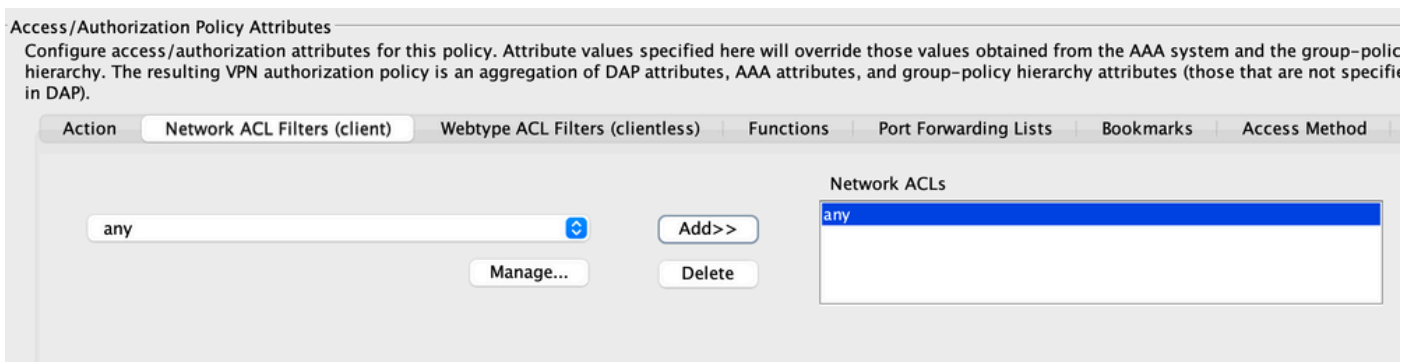 Access/Authorization Policy Attributes
Configure access/authorization attributes for this policy. Attribute values specified here will override those values obtained from the AAA system and the group-polic
hierarchy. The resulting VPN authorization policy is an aggregation of DAP attributes, AAA attributes, and group-policy hierarchy attributes (those that are not specifie
in DAP).
Action Network ACL Filters (client) Webtype ACL Filters (clientless) Functions Port Forwarding Lists Bookmarks Access Method
Network ACLs
any Add>> any
Manage... Delete